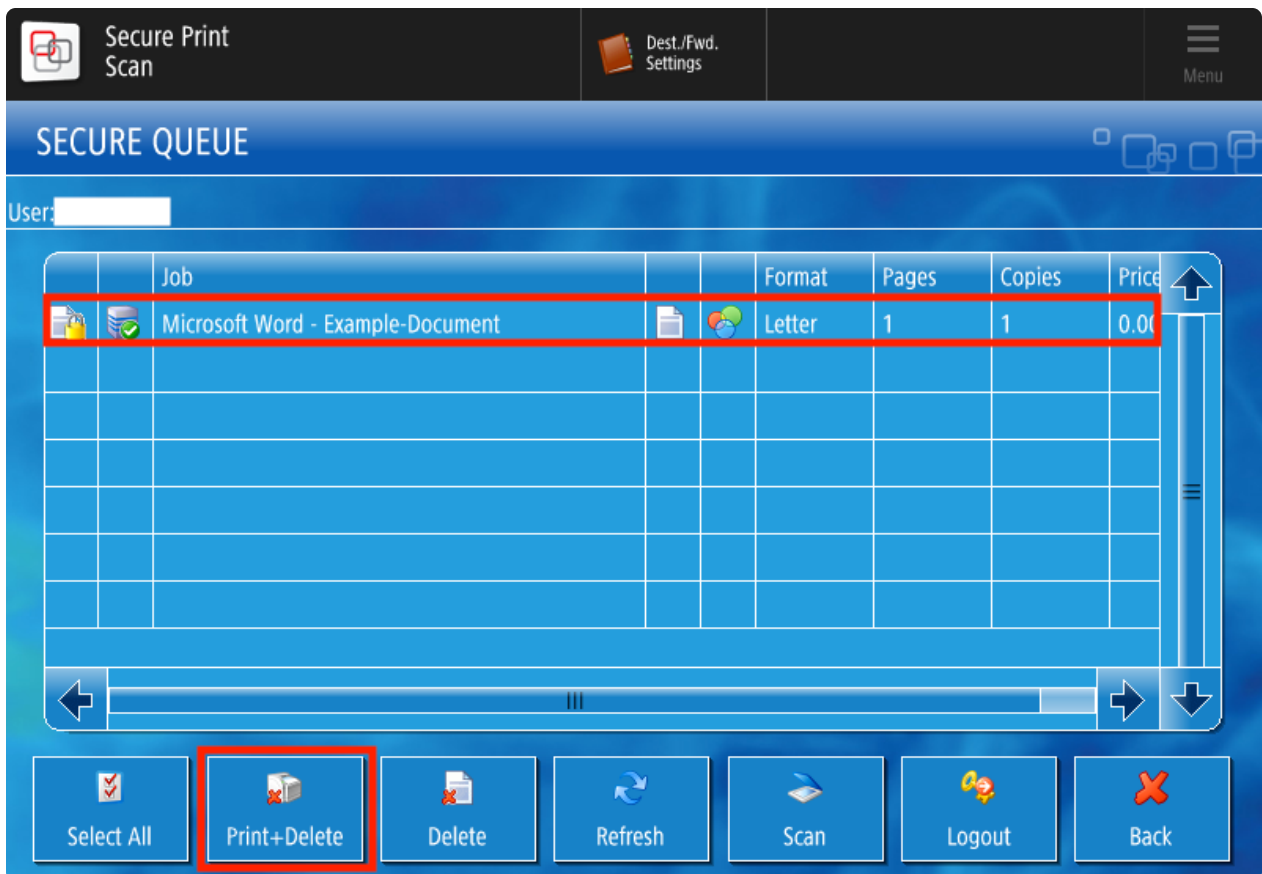 Secure Print
Scan
Dest./Fwd.
Settings
Menu
SECURE QUEUE
User:
Job Format Pages Copies Price
Microsoft Word - Example-Document Letter 1 1 0.00
Select All Print+Delete Delete Refresh Scan Logout Back